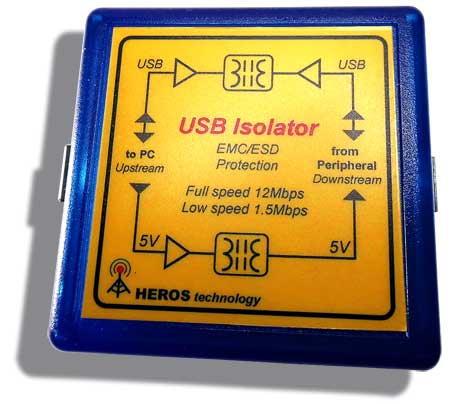 USB USB
USB Isolator
EMC/ESD
Protection
to PC
Upstream
from
Peripheral
Downstream
Full speed 12Mbps
Low speed 1.5Mbps
5V 5V
HEROS technology